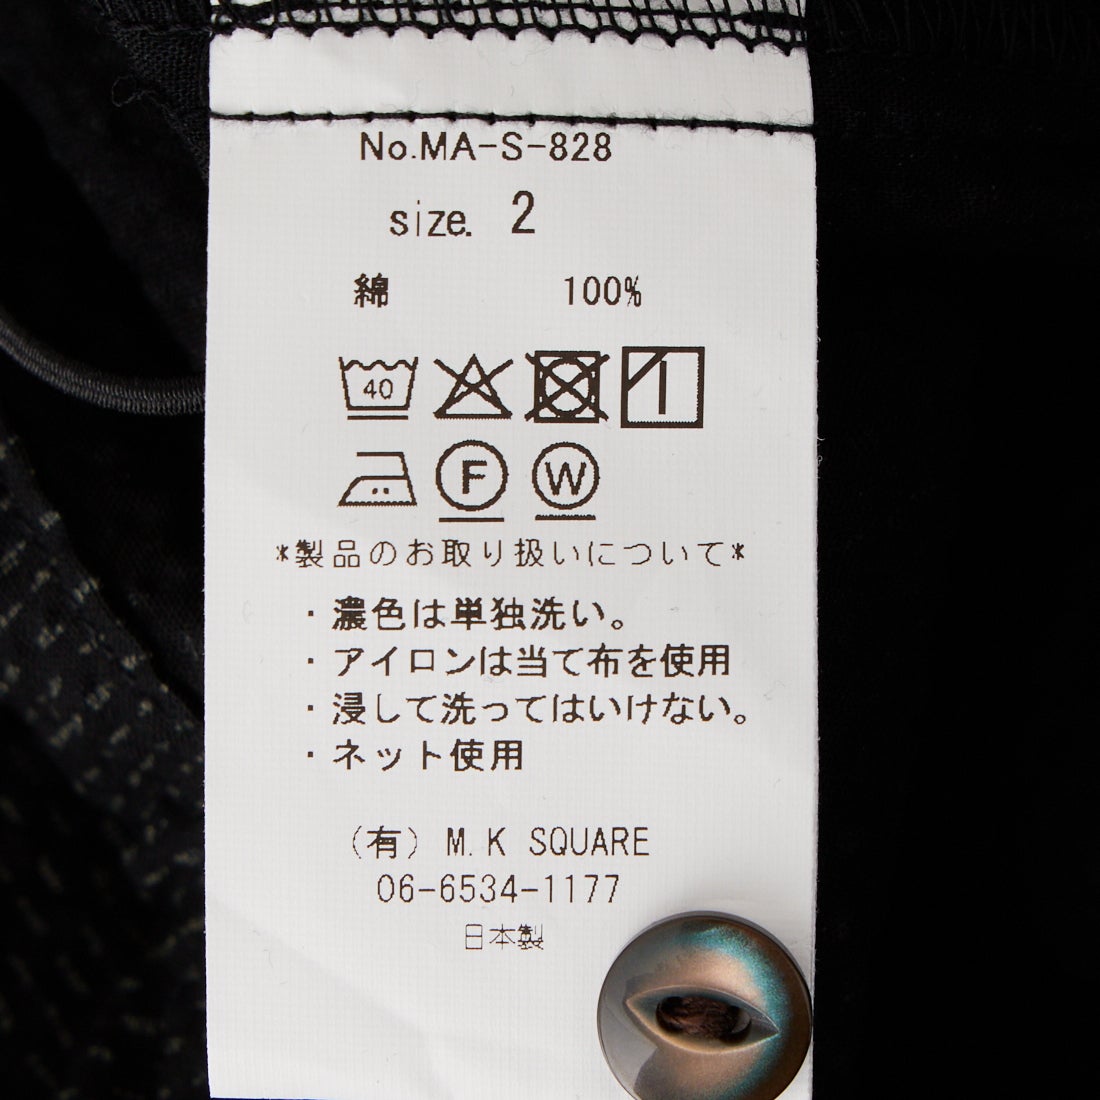 No.MA-S-828
size. 2
綿 100%
40
F W
*製品のお取り扱いについて*
・濃色は単独洗い。
・アイロンは当て布を使用
・浸して洗ってはいけない。
・ネット使用
(有) M.K SQUARE
06-6534-1177
日本製